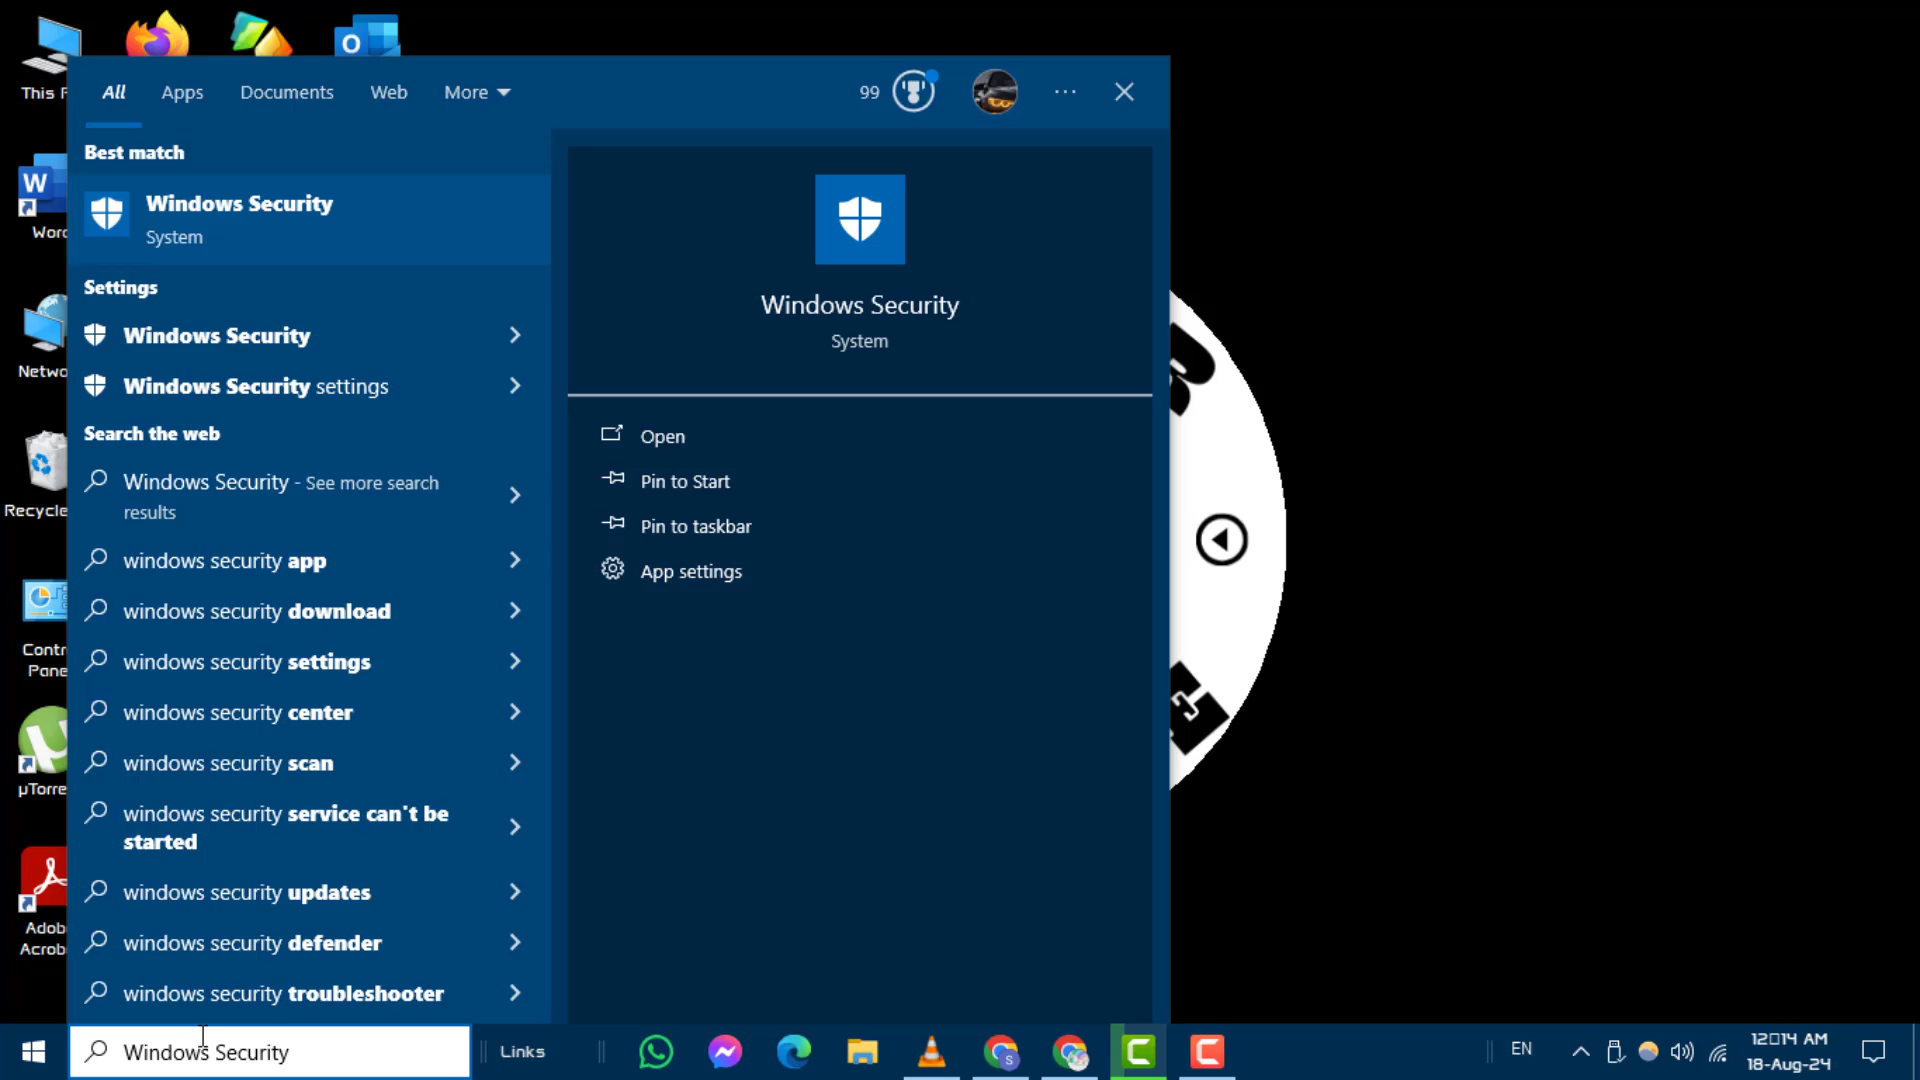 All Apps Documents Web More 99
Best match
Windows Security
System
Settings
Windows Security
Windows Security settings
Search the web
Windows Security - See more search
results
windows security app
windows security download
windows security settings
windows security center
windows security scan
windows security service can't be
started
windows security updates
windows security defender
windows security troubleshooter
Windows Security
System
Open
Pin to Start
Pin to taskbar
App settings
This
Word
Netwo
Recycle
Contr
Pane
µTorre
Adob
Acrob
Windows Security
Links
EN
12□14 AM
18-Aug-24